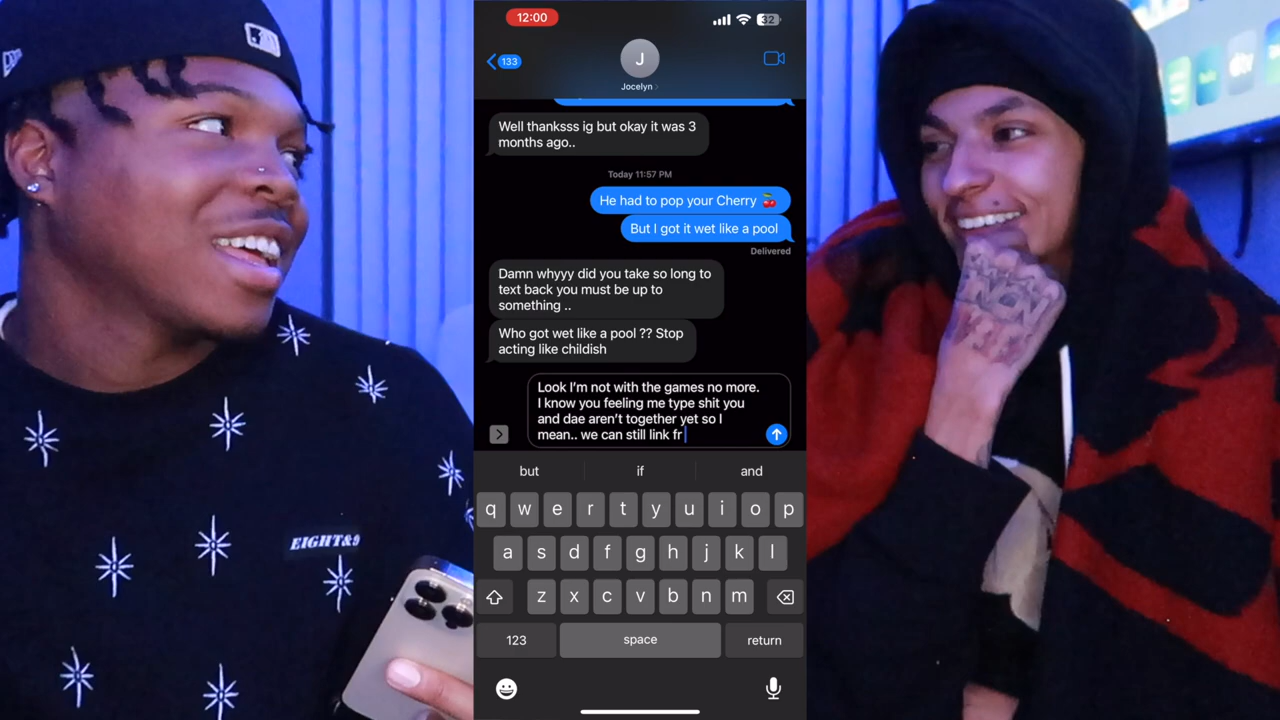 12:00
32
133
J
Jocelyn
Well thanksss ig but okay it was 3
months ago..
Today 11:57 PM
He had to pop your Cherry 🍒
But I got it wet like a pool
Delivered
Damn whyyy did you take so long to
text back you must be up to
something ..
Who got wet like a pool ?? Stop
acting like childish
Look I’m not with the games no more.
I know you feeling me type shit you
and dae aren’t together yet so I
mean.. we can still link fr
but if and
q w e r t y u i o p
a s d f g h j k l
z x c v b n m
123 space return
EIGHT&9